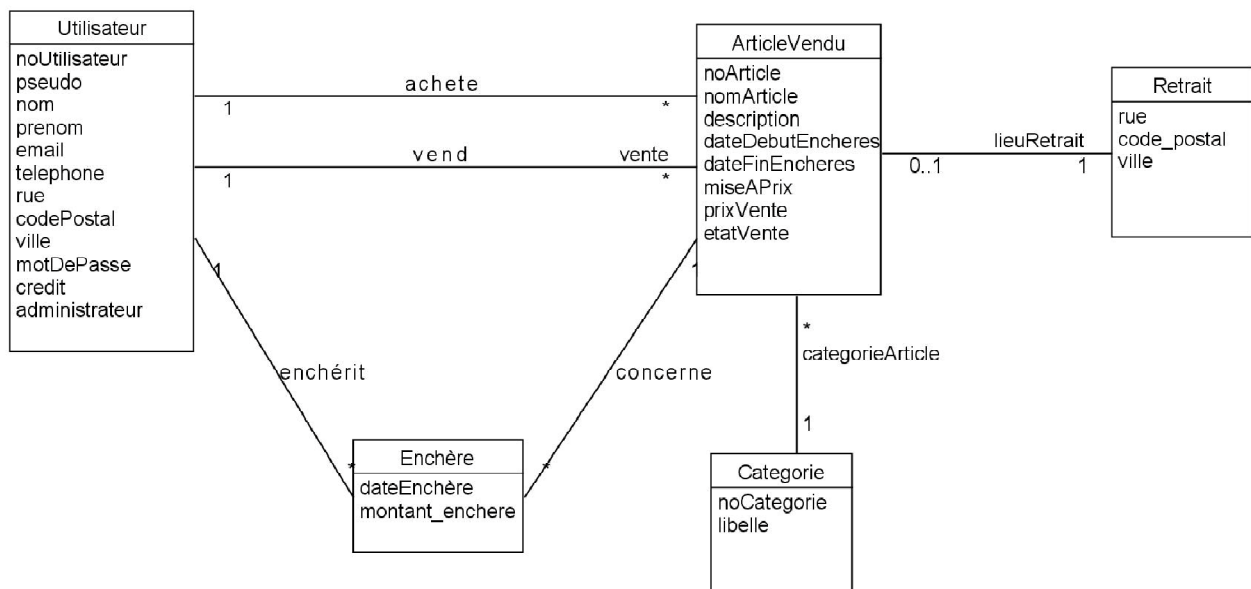 Utilisateur
noUtilisateur
pseudo
nom
prenom
email
telephone
rue
codePostal
ville
motDePasse
credit
administrateur
achete
1
*
vend
vente
1
*
ArticleVendu
noArticle
nomArticle
description
dateDebutEncheres
dateFinEncheres
miseAPrix
prixVente
etatVente
lieuRetrait
0..1
1
Retrait
rue
code_postal
ville
1
enchérit
*
1
concerne
*
Enchère
dateEnchère
montant_enchere
*
categorieArticle
1
Categorie
noCategorie
libelle